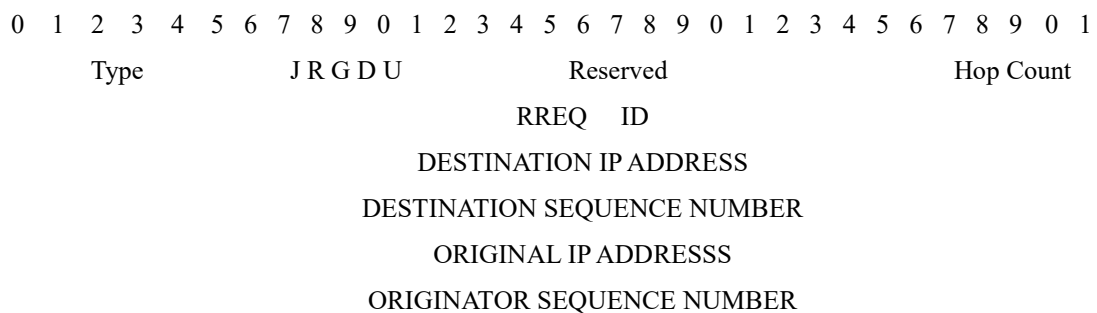 0 1 2 3 4 5 6 7 8 9 0 1 2 3 4 5 6 7 8 9 0 1 2 3 4 5 6 7 8 9 0 1
Type J R G D U Reserved Hop Count
RREQ ID
DESTINATION IP ADDRESS
DESTINATION SEQUENCE NUMBER
ORIGINAL IP ADDRESSS
ORIGINATOR SEQUENCE NUMBER